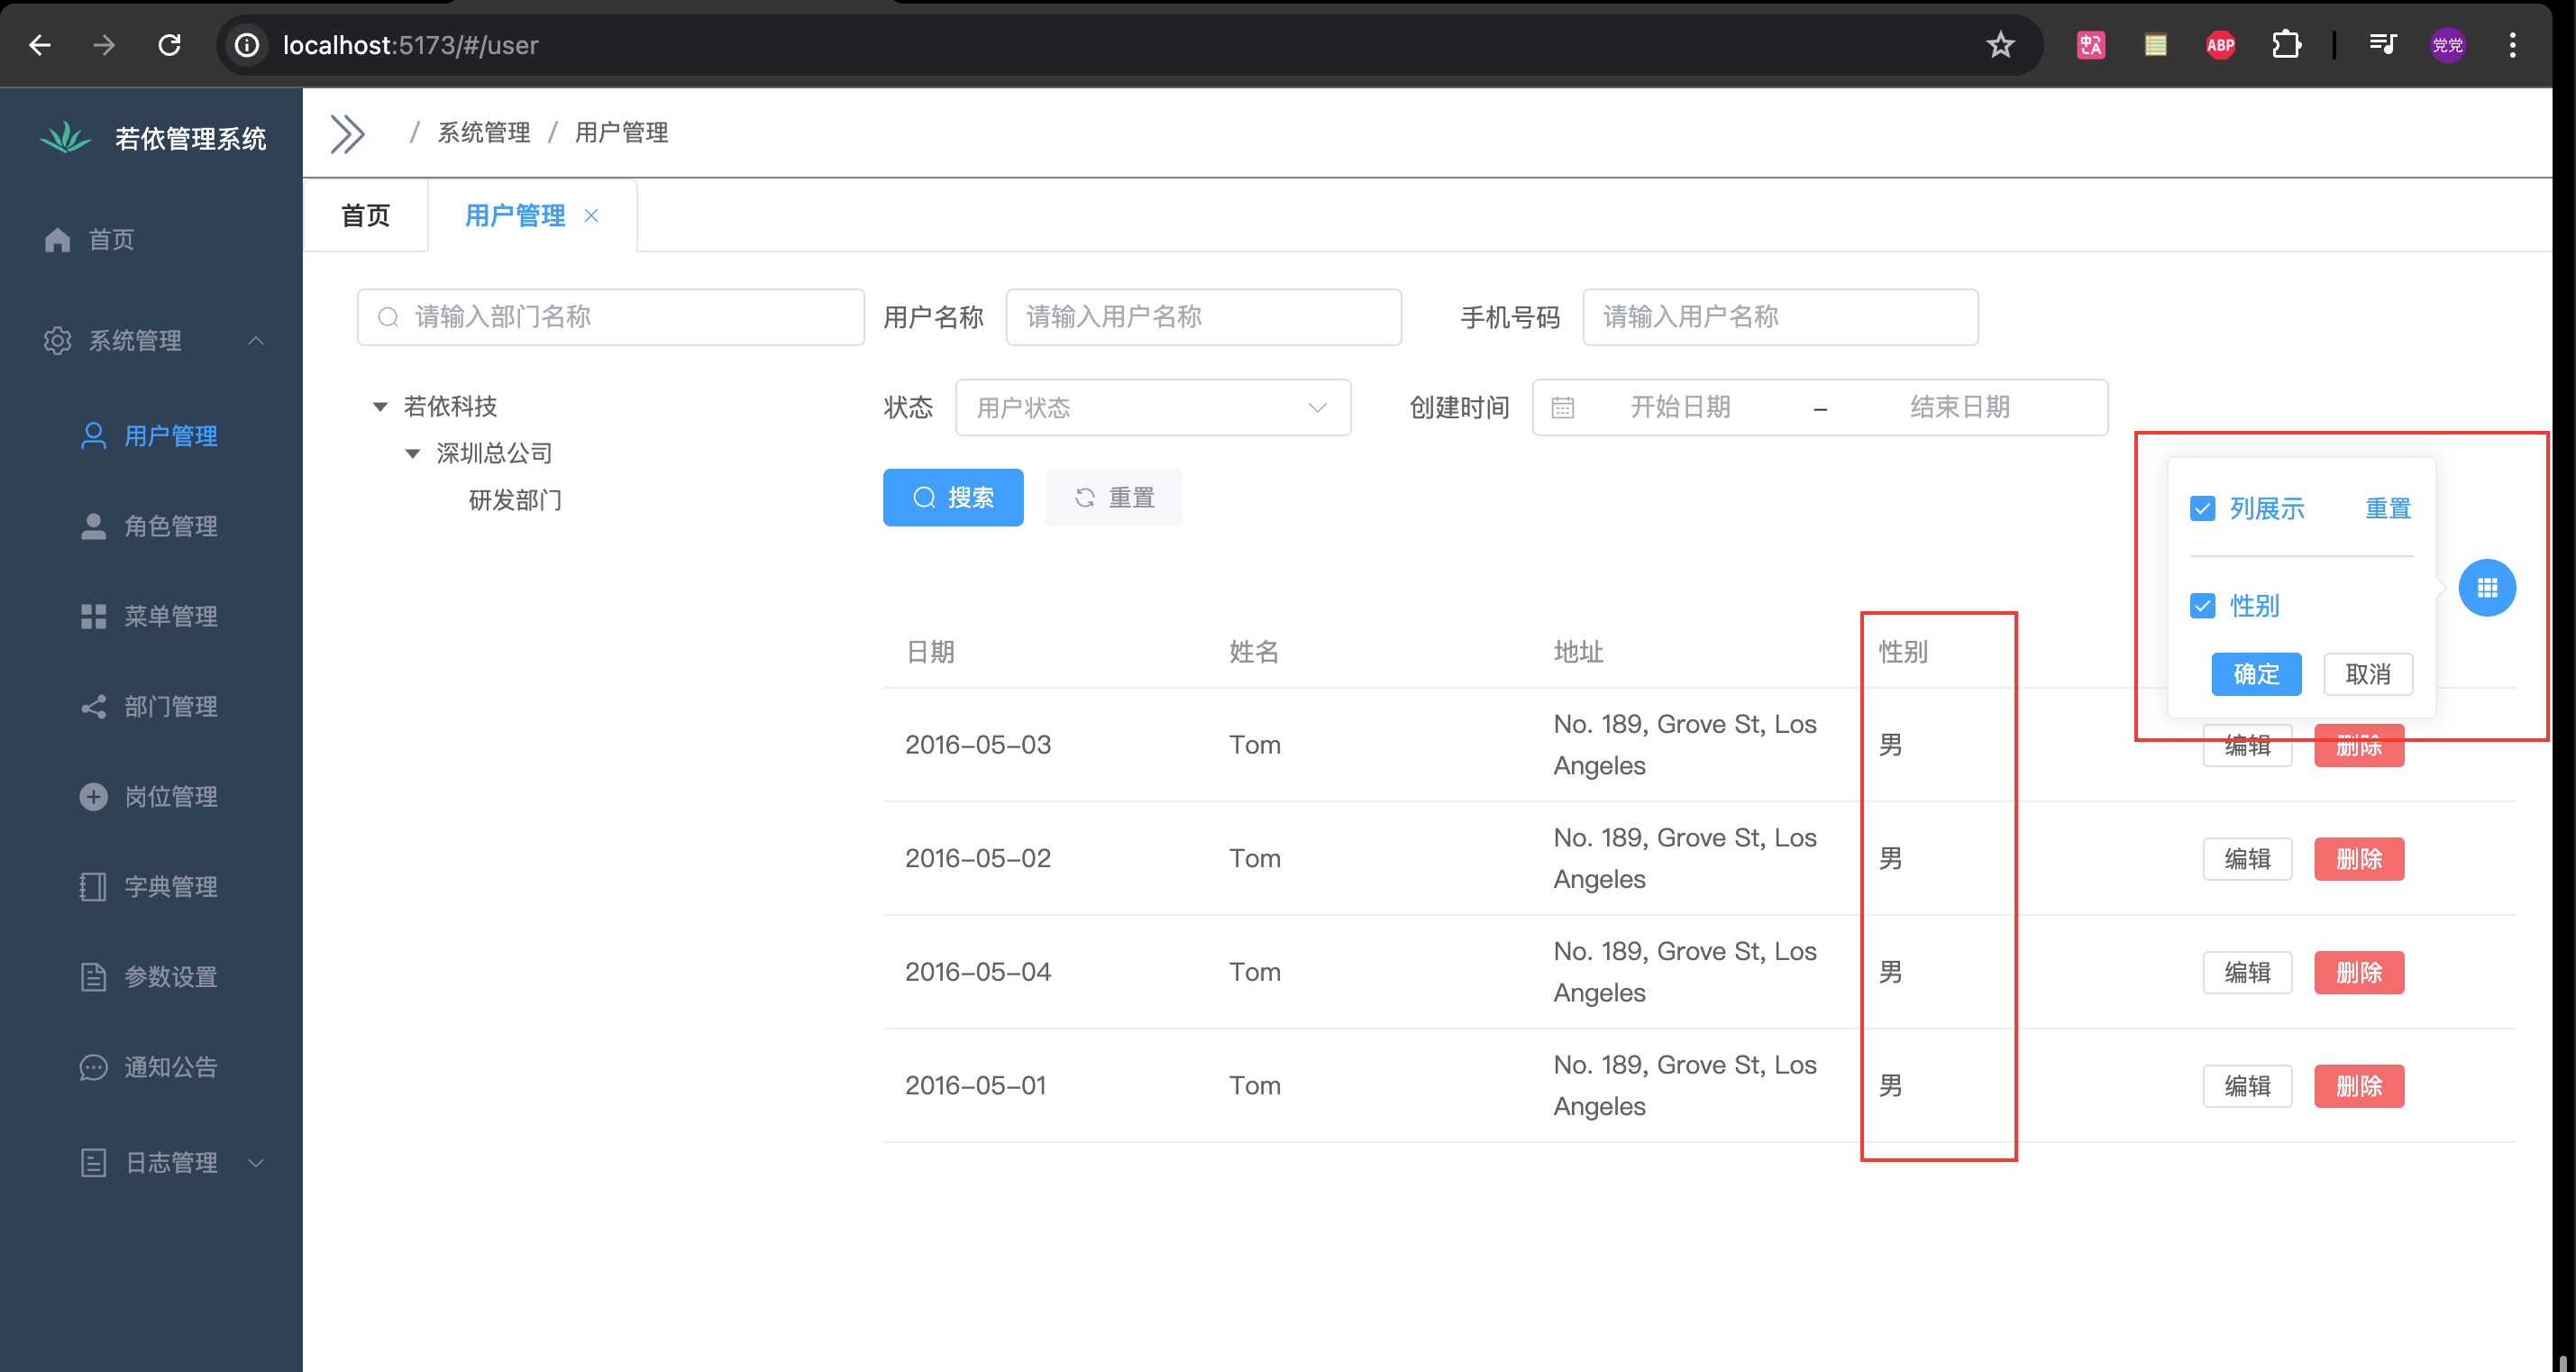 localhost:5173/#/user
中A
ABP
党党
若依管理系统
/ 系统管理 / 用户管理
首页
用户管理
首页
系统管理
用户管理
角色管理
菜单管理
部门管理
岗位管理
字典管理
参数设置
通知公告
日志管理
请输入部门名称
若依科技
深圳总公司
研发部门
用户名称 请输入用户名称 手机号码 请输入用户名称
状态 用户状态 创建时间 开始日期 – 结束日期
搜索 重置
列展示 重置
性别
确定 取消
日期 姓名 地址 性别
2016-05-03 Tom No. 189, Grove St, Los Angeles 男 编辑 删除
2016-05-02 Tom No. 189, Grove St, Los Angeles 男 编辑 删除
2016-05-04 Tom No. 189, Grove St, Los Angeles 男 编辑 删除
2016-05-01 Tom No. 189, Grove St, Los Angeles 男 编辑 删除